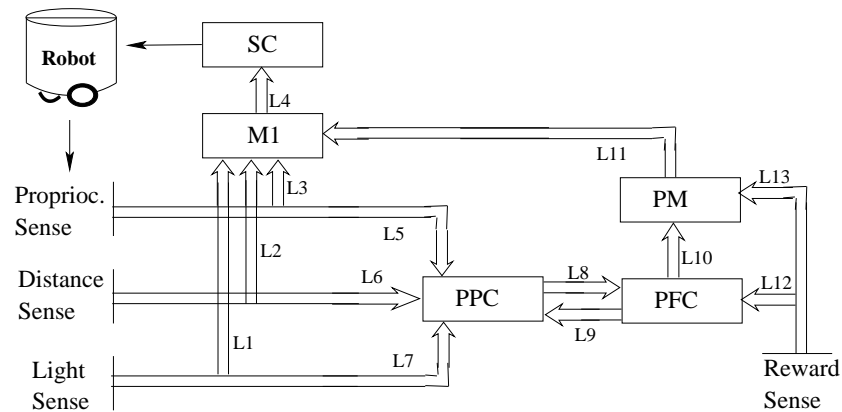 SC
Robot
L4
M1
L11
L3
L13
Proprioc.
Sense
PM
L5
L2
L10
L8
L6
L12
Distance
Sense
PPC
PFC
L9
L1
L7
Light
Sense
Reward
Sense